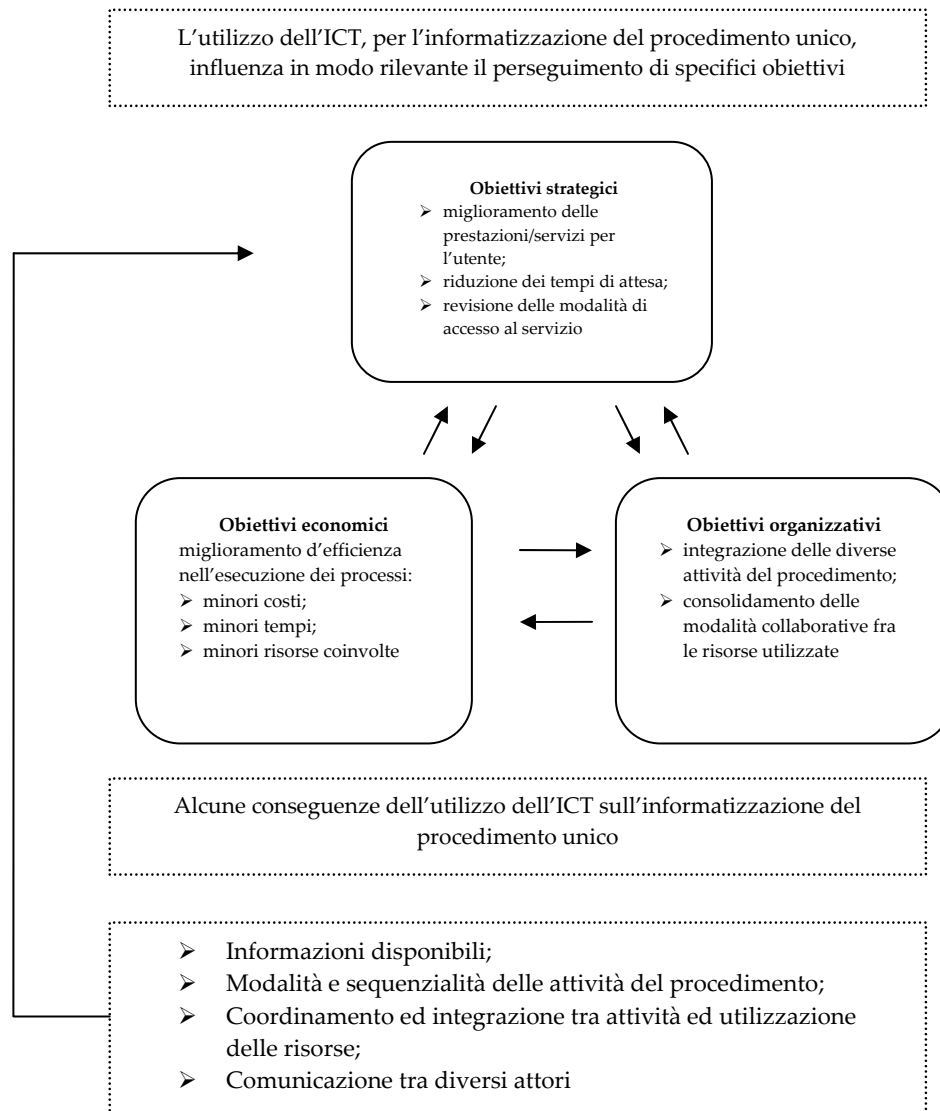 L’utilizzo dell’ICT, per l’informatizzazione del procedimento unico,
influenza in modo rilevante il perseguimento di specifici obiettivi
Obiettivi strategici
➢ miglioramento delle
prestazioni/servizi per
l’utente;
➢ riduzione dei tempi di attesa;
➢ revisione delle modalità di
accesso al servizio
Obiettivi economici
miglioramento d’efficienza
nell’esecuzione dei processi:
➢ minori costi;
➢ minori tempi;
➢ minori risorse coinvolte
Obiettivi organizzativi
➢ integrazione delle diverse
attività del procedimento;
➢ consolidamento delle
modalità collaborative fra
le risorse utilizzate
Alcune conseguenze dell’utilizzo dell’ICT sull’informatizzazione del
procedimento unico
➢ Informazioni disponibili;
➢ Modalità e sequenzialità delle attività del procedimento;
➢ Coordinamento ed integrazione tra attività ed utilizzazione
delle risorse;
➢ Comunicazione tra diversi attori